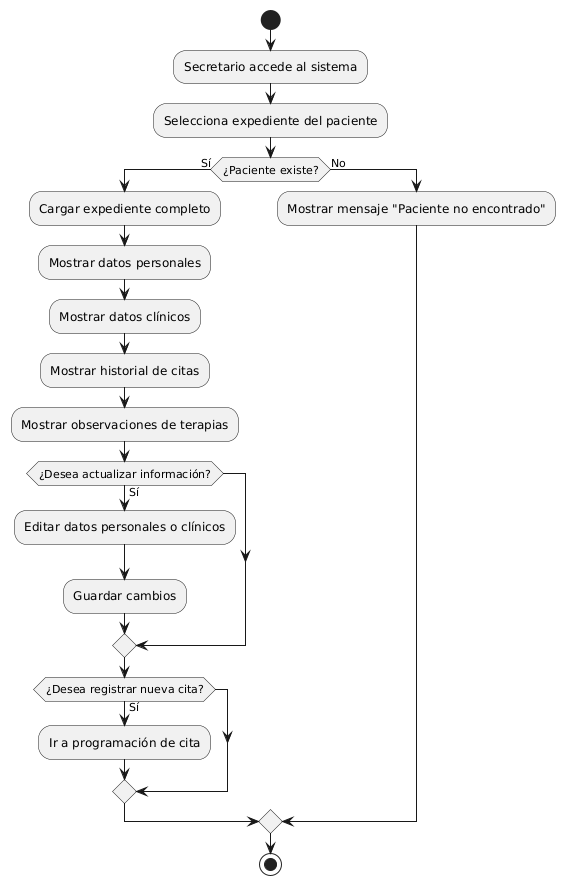 Secretario accede al sistema
Selecciona expediente del paciente
¿Paciente existe?
Sí
No
Cargar expediente completo
Mostrar mensaje "Paciente no encontrado"
Mostrar datos personales
Mostrar datos clínicos
Mostrar historial de citas
Mostrar observaciones de terapias
¿Desea actualizar información?
Sí
Editar datos personales o clínicos
Guardar cambios
¿Desea registrar nueva cita?
Sí
Ir a programación de cita